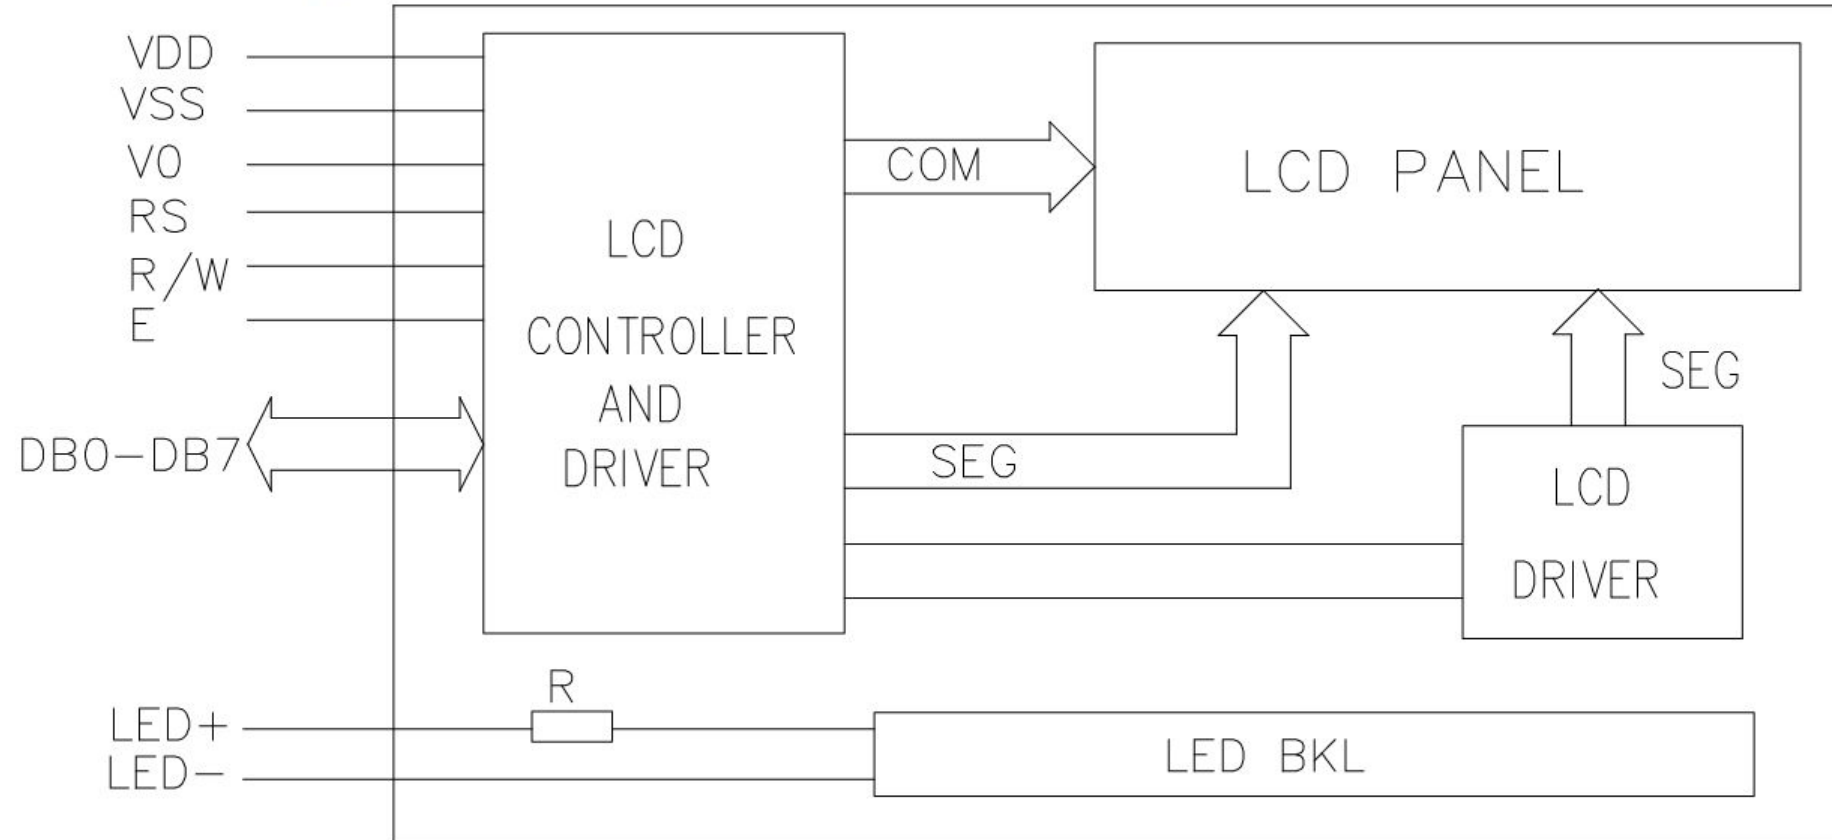 VDD
VSS
V0
RS
R/W
E
DB0-DB7
LCD
CONTROLLER
AND
DRIVER
COM
LCD PANEL
SEG
SEG
LCD
DRIVER
R
LED+
LED-
LED BKL